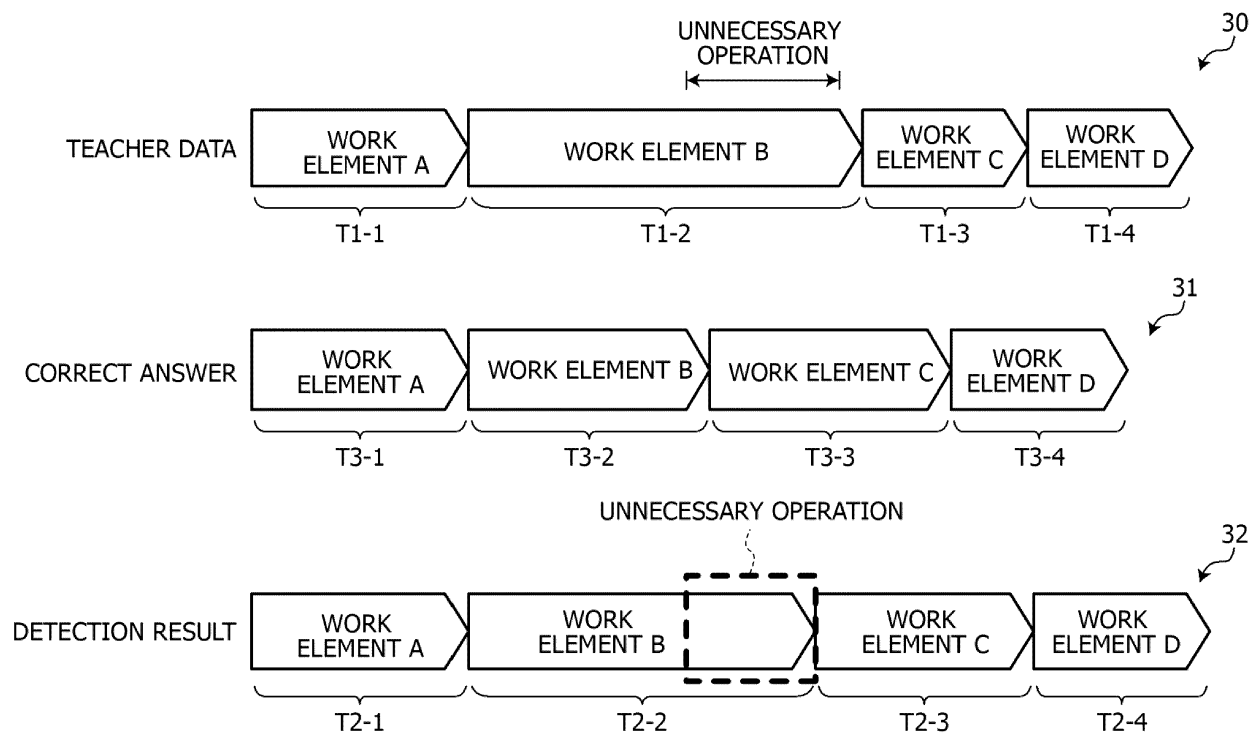 UNNECESSARY
OPERATION
30
TEACHER DATA
WORK
ELEMENT A
WORK ELEMENT B
WORK
ELEMENT C
WORK
ELEMENT D
T1-1
T1-2
T1-3
T1-4
31
CORRECT ANSWER
WORK
ELEMENT A
WORK ELEMENT B
WORK ELEMENT C
WORK
ELEMENT D
T3-1
T3-2
T3-3
T3-4
UNNECESSARY OPERATION
32
DETECTION RESULT
WORK
ELEMENT A
WORK
ELEMENT B
WORK
ELEMENT C
WORK
ELEMENT D
T2-1
T2-2
T2-3
T2-4